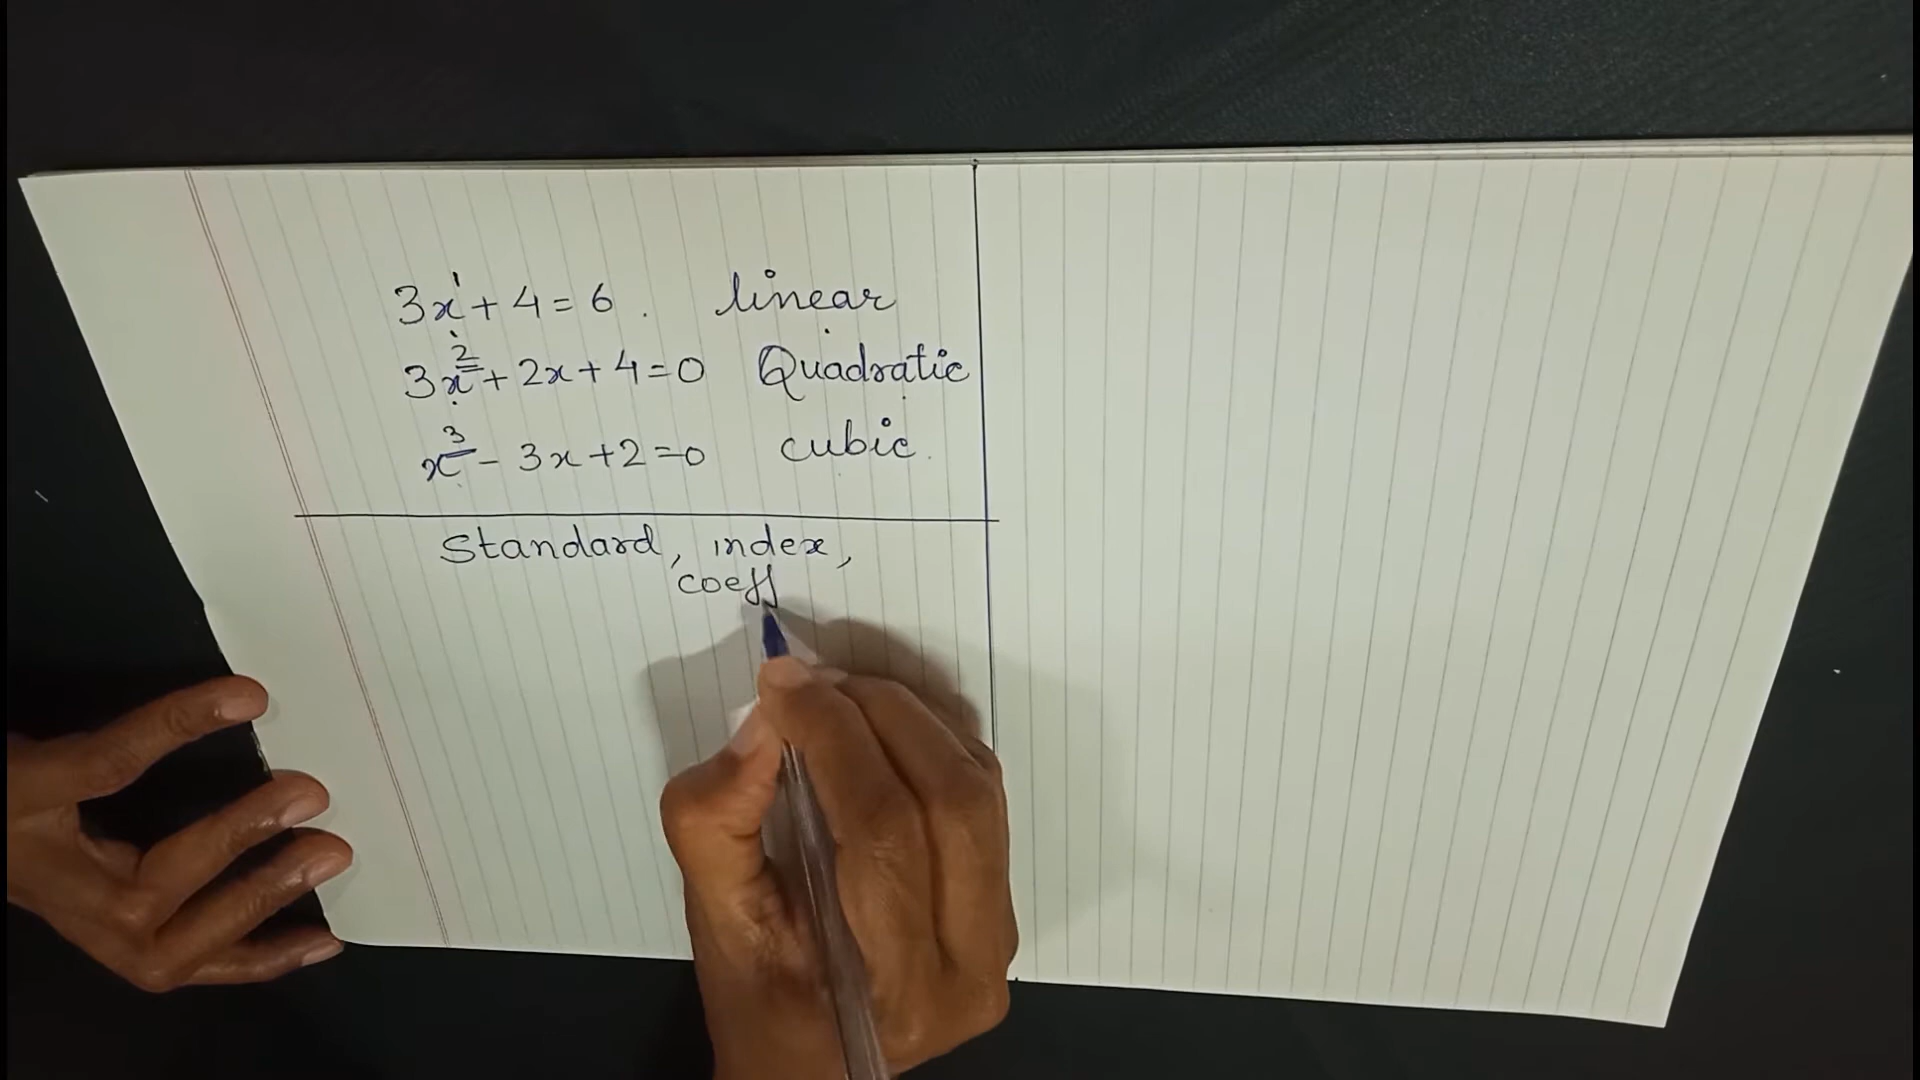 3x¹ + 4 = 6 . linear
3x² + 2x + 4 = 0 Quadratic
x³ - 3x + 2 = 0 cubic.
Standard, index,
coeff